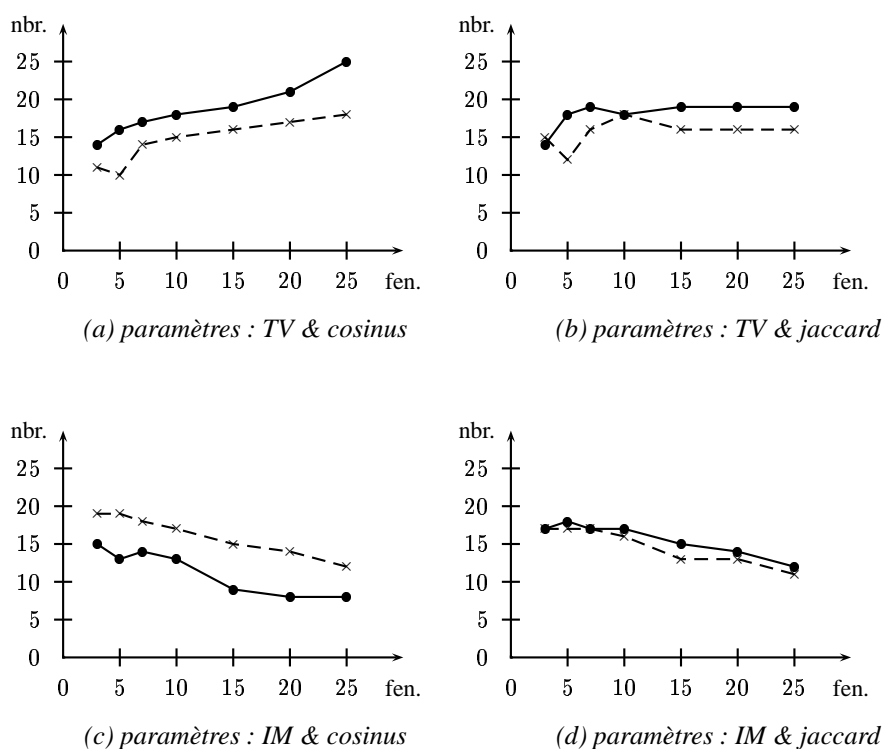 nbr.
25
20
15
10
5
0
0 5 10 15 20 25 fen.
(a) paramètres : TV & cosinus
nbr.
25
20
15
10
5
0
0 5 10 15 20 25 fen.
(b) paramètres : TV & jaccard
nbr.
25
20
15
10
5
0
0 5 10 15 20 25 fen.
(c) paramètres : IM & cosinus
nbr.
25
20
15
10
5
0
0 5 10 15 20 25 fen.
(d) paramètres : IM & jaccard